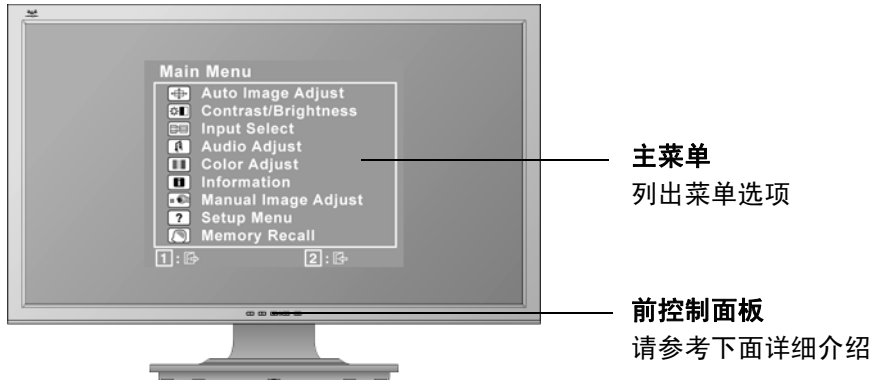 Main Menu
Auto Image Adjust
Contrast/Brightness
Input Select
Audio Adjust
Color Adjust
Information
Manual Image Adjust
Setup Menu
Memory Recall
1 : 2 :
主菜单
列出菜单选项
前控制面板
请参考下面详细介绍